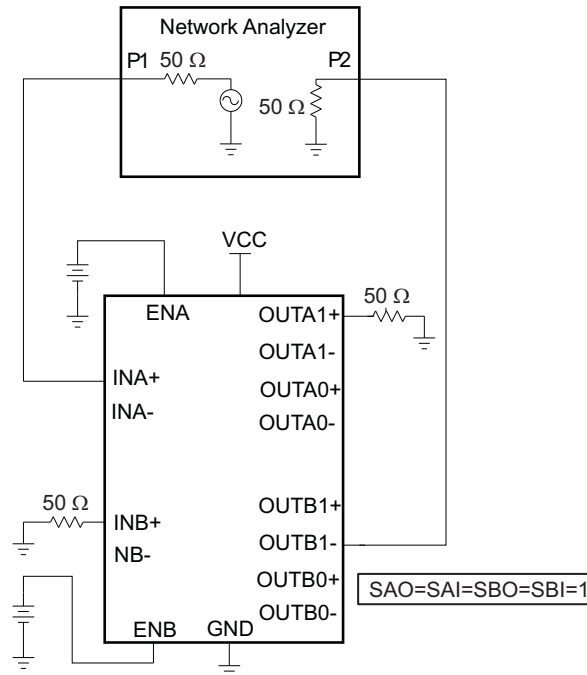 Network Analyzer
P1
50 Ω
P2
50 Ω
VCC
50 Ω
ENA
OUTA1+
OUTA1-
INA+
OUTA0+
INA-
OUTA0-
50 Ω
INB+
OUTB1+
NB-
OUTB1-
OUTB0+
SAO=SAI=SBO=SBI=1
OUTB0-
ENB
GND